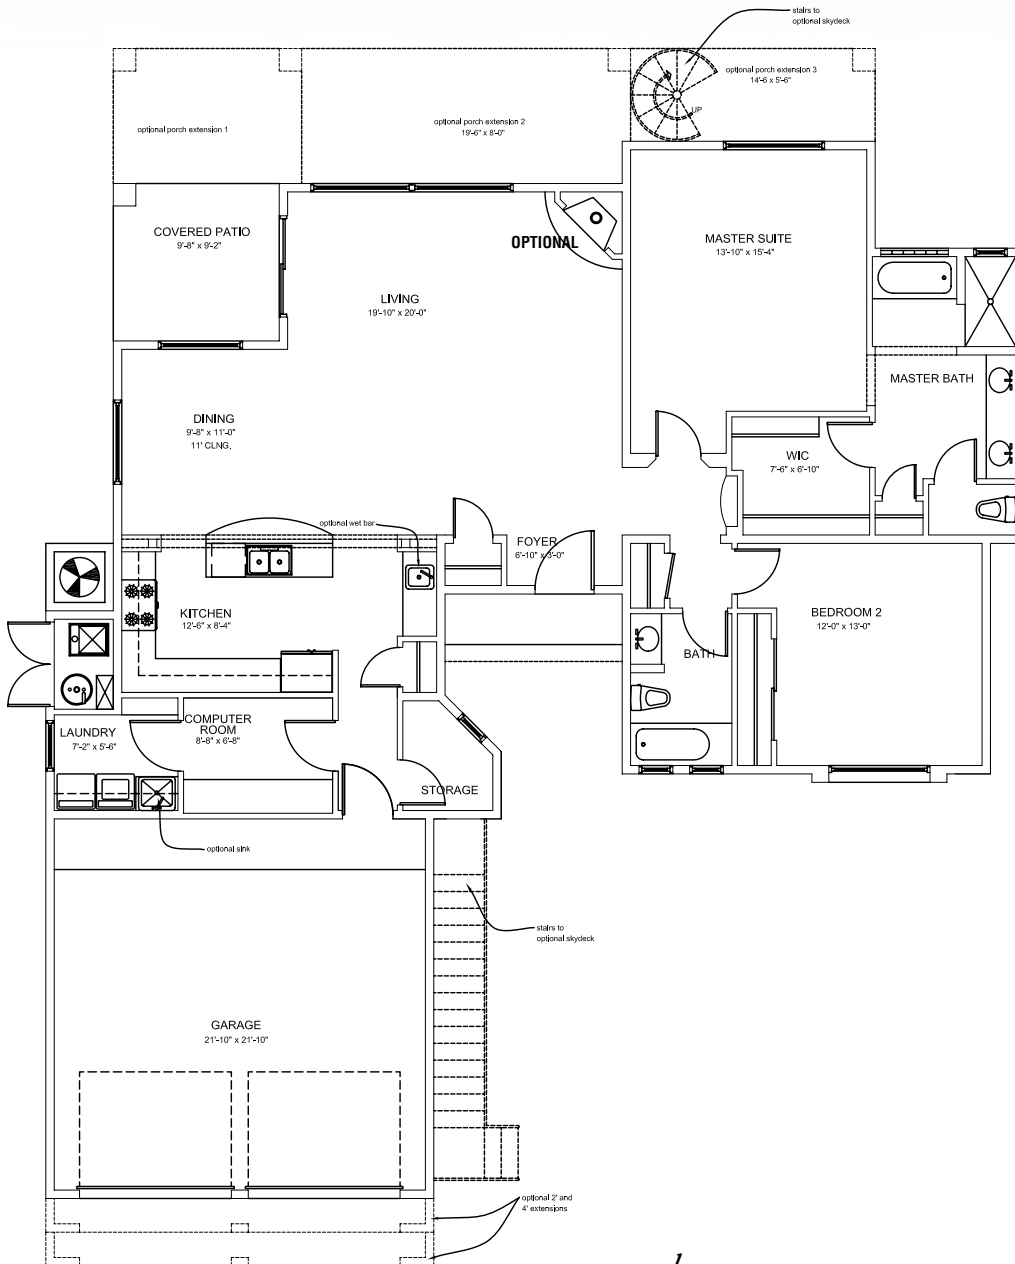 stairs to
optional skydeck
optional porch extension 3
14'-6 x 5'-6"
UP
optional porch extension 2
19'-6" x 8'-0"
optional porch extension 1
COVERED PATIO
9'-8" x 9'-2"
OPTIONAL
MASTER SUITE
13'-10" x 15'-4"
LIVING
19'-10" x 20'-0"
MASTER BATH
DINING
9'-8" x 11'-0"
11' CLNG.
WIC
7'-6" x 6'-10"
optional wet bar
FOYER
6'-10" x 3'-0"
KITCHEN
12'-6" x 8'-4"
BEDROOM 2
12'-0" x 13'-0"
BATH
COMPUTER
ROOM
8'-8" x 6'-8"
LAUNDRY
7'-2" x 5'-6"
STORAGE
optional sink
stairs to
optional skydeck
GARAGE
21'-10" x 21'-10"
optional 2' and
4' extensions